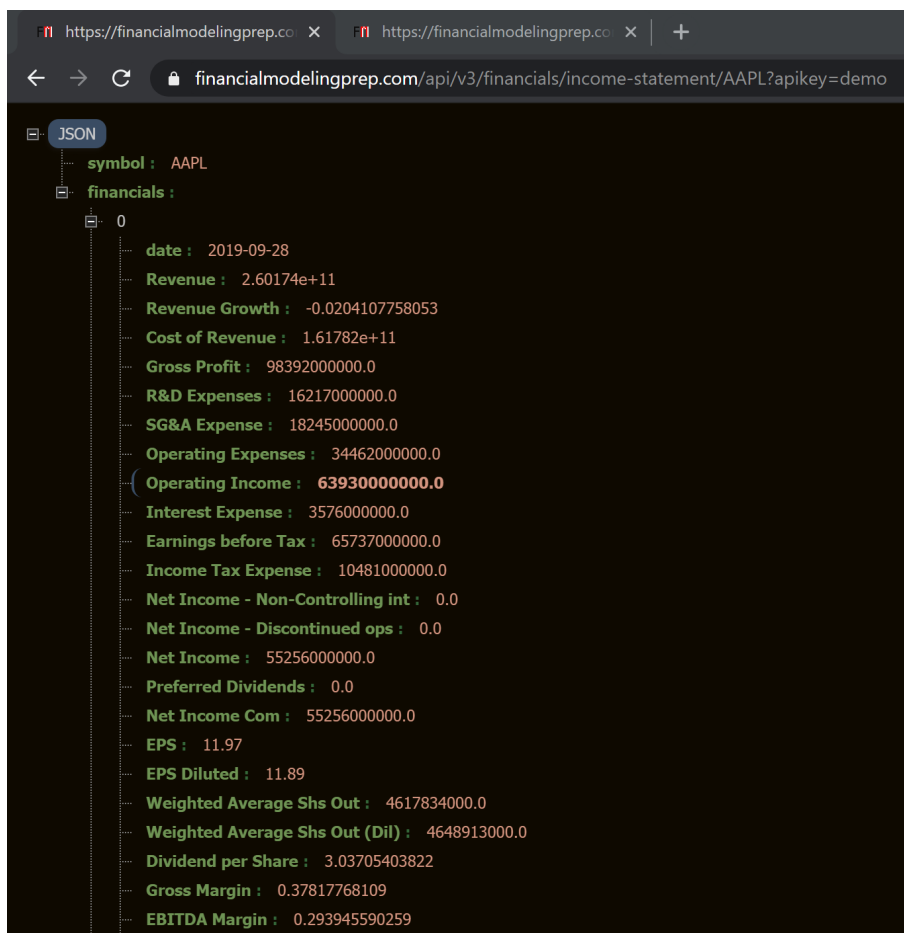 FM https://financialmodelingprep.co × FM https://financialmodelingprep.co × +
financialmodelingprep.com/api/v3/financials/income-statement/AAPL?apikey=demo
JSON
symbol : AAPL
financials :
0
date : 2019-09-28
Revenue : 2.60174e+11
Revenue Growth : -0.0204107758053
Cost of Revenue : 1.61782e+11
Gross Profit : 98392000000.0
R&D Expenses : 16217000000.0
SG&A Expense : 18245000000.0
Operating Expenses : 34462000000.0
Operating Income : 63930000000.0
Interest Expense : 3576000000.0
Earnings before Tax : 65737000000.0
Income Tax Expense : 10481000000.0
Net Income - Non-Controlling int : 0.0
Net Income - Discontinued ops : 0.0
Net Income : 55256000000.0
Preferred Dividends : 0.0
Net Income Com : 55256000000.0
EPS : 11.97
EPS Diluted : 11.89
Weighted Average Shs Out : 4617834000.0
Weighted Average Shs Out (Dil) : 4648913000.0
Dividend per Share : 3.03705403822
Gross Margin : 0.37817768109
EBITDA Margin : 0.293945590259